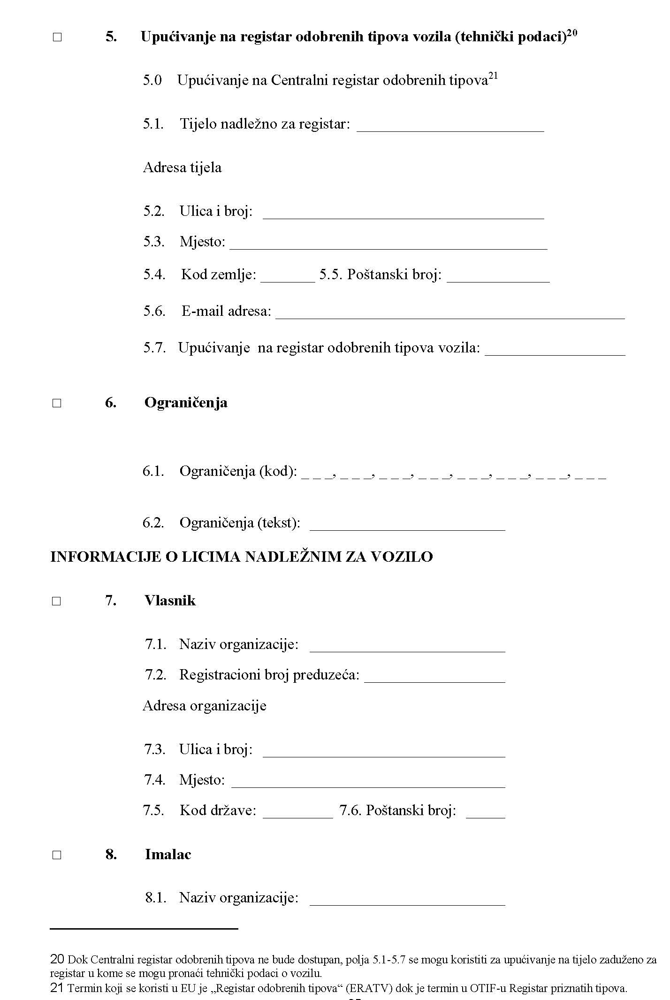 □ 5. Upućivanje na registar odobrenih tipova vozila (tehnički podaci)20
5.0 Upućivanje na Centralni registar odobrenih tipova21
5.1. Tijelo nadležno za registar: ________________________
Adresa tijela
5.2. Ulica i broj: ____________________________________
5.3. Mjesto: _________________________________________
5.4. Kod zemlje: _______ 5.5. Poštanski broj: _____________
5.6. E-mail adresa: _____________________________________________
5.7. Upućivanje na registar odobrenih tipova vozila: __________________
□ 6. Ograničenja
6.1. Ograničenja (kod): _ _ _, _ _ _, _ _ _, _ _ _, _ _ _, _ _ _, _ _ _, _ _ _
6.2. Ograničenja (tekst): _________________________
INFORMACIJE O LICIMA NADLEŽNIM ZA VOZILO
□ 7. Vlasnik
7.1. Naziv organizacije: _________________________
7.2. Registracioni broj preduzeća: __________________
Adresa organizacije
7.3. Ulica i broj: _______________________________
7.4. Mjesto: ___________________________________
7.5. Kod države: _________ 7.6. Poštanski broj: _____
□ 8. Imalac
8.1. Naziv organizacije: _________________________
20 Dok Centralni registar odobrenih tipova ne bude dostupan, polja 5.1-5.7 se mogu koristiti za upućivanje na tijelo zaduženo za
registar u kome se mogu pronaći tehnički podaci o vozilu.
21 Termin koji se koristi u EU je „Registar odobrenih tipova“ (ERATV) dok je termin u OTIF-u Registar priznatih tipova.